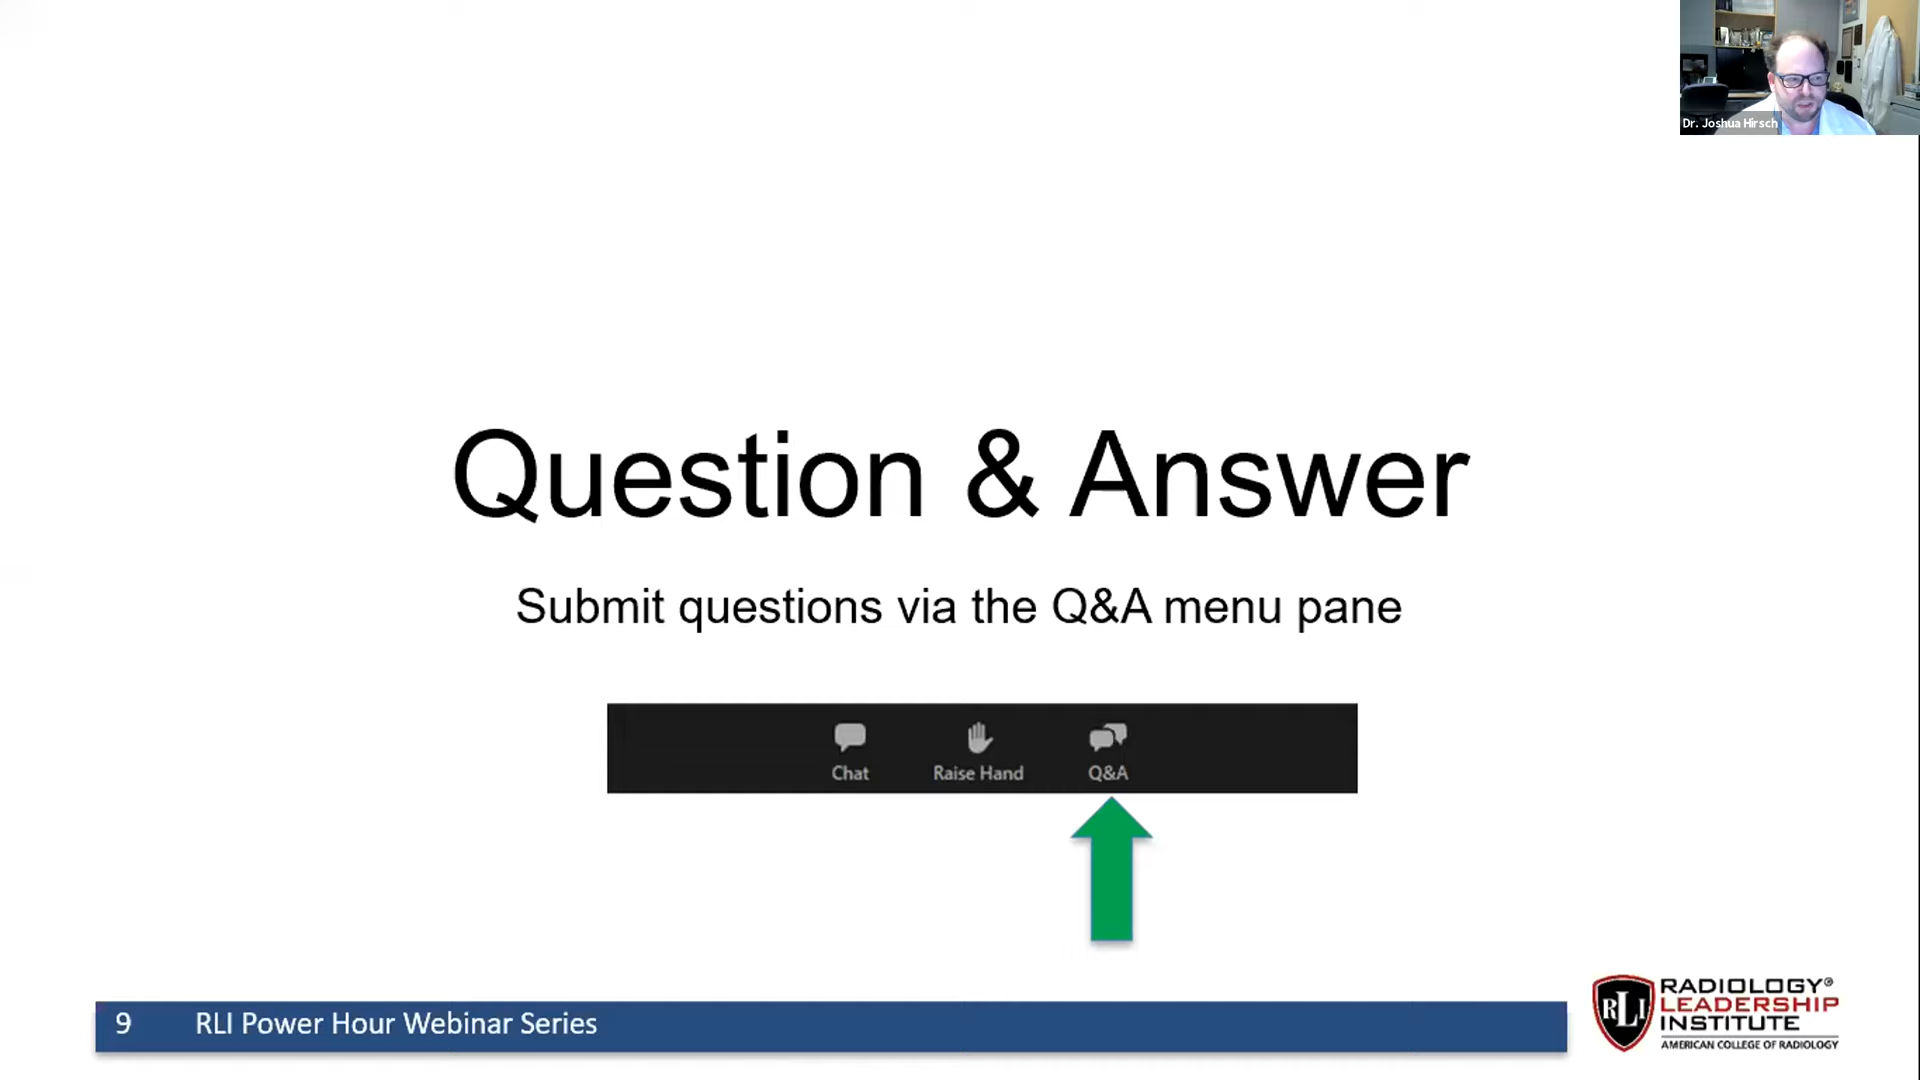 Dr. Joshua Hirsch
Question & Answer
Submit questions via the Q&A menu pane
Chat
Raise Hand
Q&A
9
RLI Power Hour Webinar Series
RLI
RADIOLOGY®
LEADERSHIP
INSTITUTE
AMERICAN COLLEGE OF RADIOLOGY